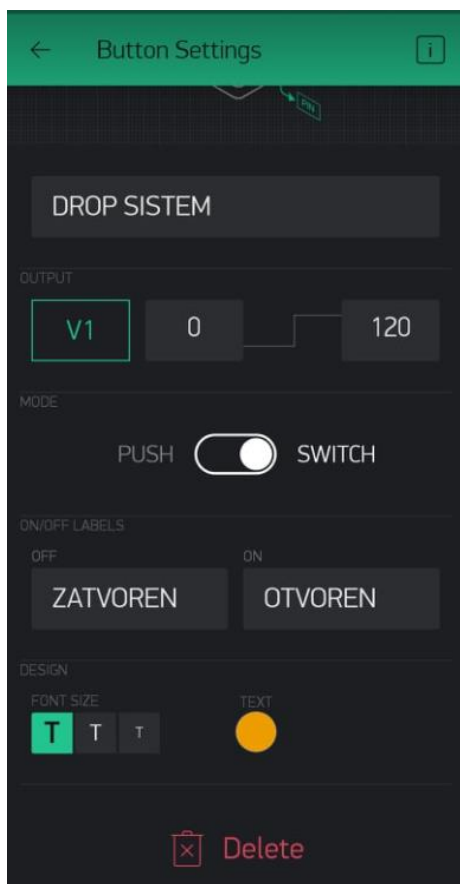 Button Settings i
PIN
DROP SISTEM
OUTPUT
V1 0 120
MODE
PUSH SWITCH
ON/OFF LABELS
OFF ON
ZATVOREN OTVOREN
DESIGN
FONT SIZE TEXT
T T T
Delete